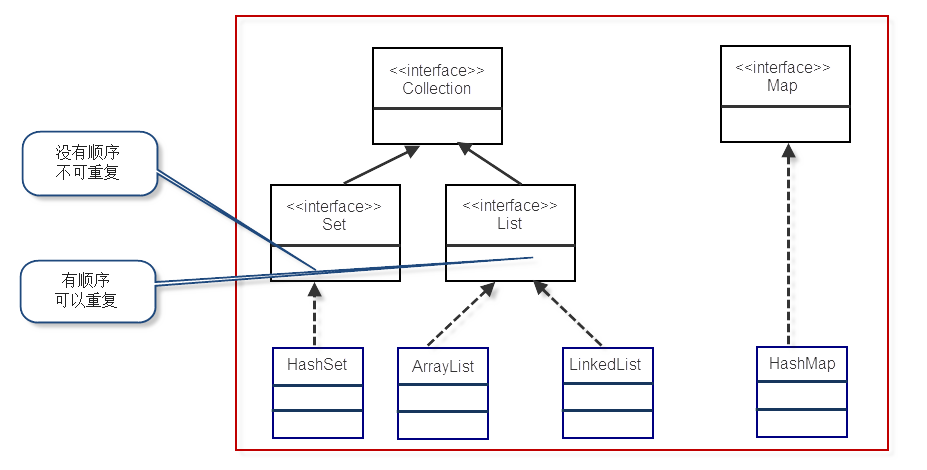 <<interface>>
Collection
<<interface>>
Map
没有顺序
不可重复
<<interface>>
Set
<<interface>>
List
有顺序
可以重复
HashSet
ArrayList
LinkedList
HashMap